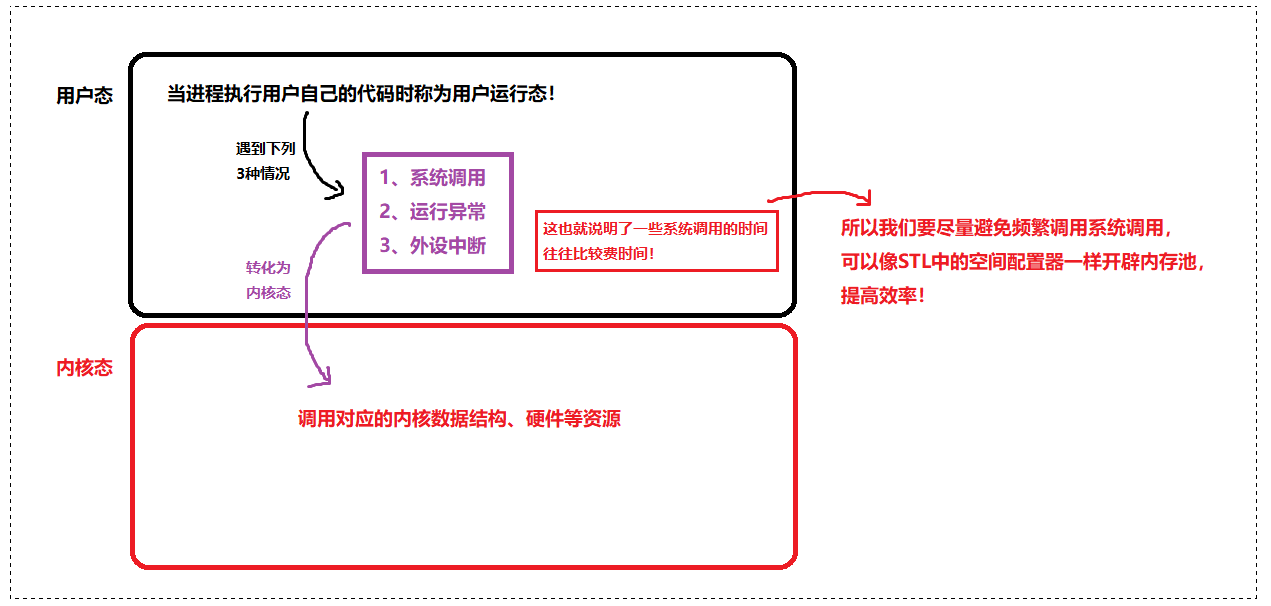 用户态
当进程执行用户自己的代码时称为用户运行态！
遇到下列
3种情况
1、系统调用
2、运行异常
3、外设中断
这也就说明了一些系统调用的时间
往往比较费时间！
所以我们要尽量避免频繁调用系统调用，
可以像STL中的空间配置器一样开辟内存池，
提高效率！
转化为
内核态
内核态
调用对应的内核数据结构、硬件等资源